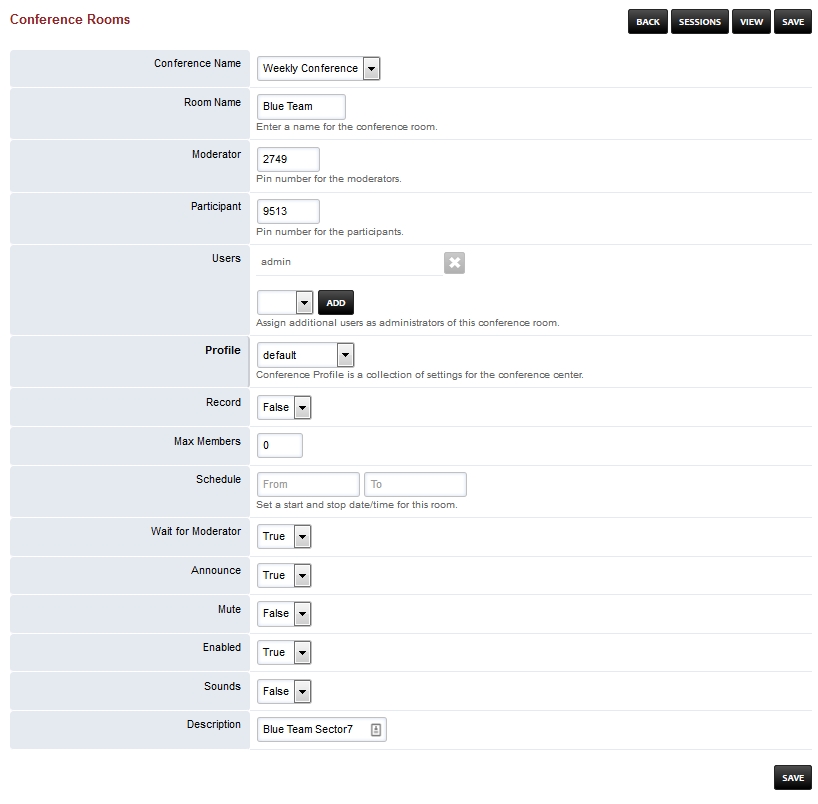 Conference Rooms
BACK SESSIONS VIEW SAVE
Conference Name Weekly Conference
Room Name Blue Team
Enter a name for the conference room.
Moderator 2749
Pin number for the moderators.
Participant 9513
Pin number for the participants.
Users admin
ADD
Assign additional users as administrators of this conference room.
Profile default
Conference Profile is a collection of settings for the conference center.
Record False
Max Members 0
Schedule From To
Set a start and stop date/time for this room.
Wait for Moderator True
Announce True
Mute False
Enabled True
Sounds False
Description Blue Team Sector7
SAVE